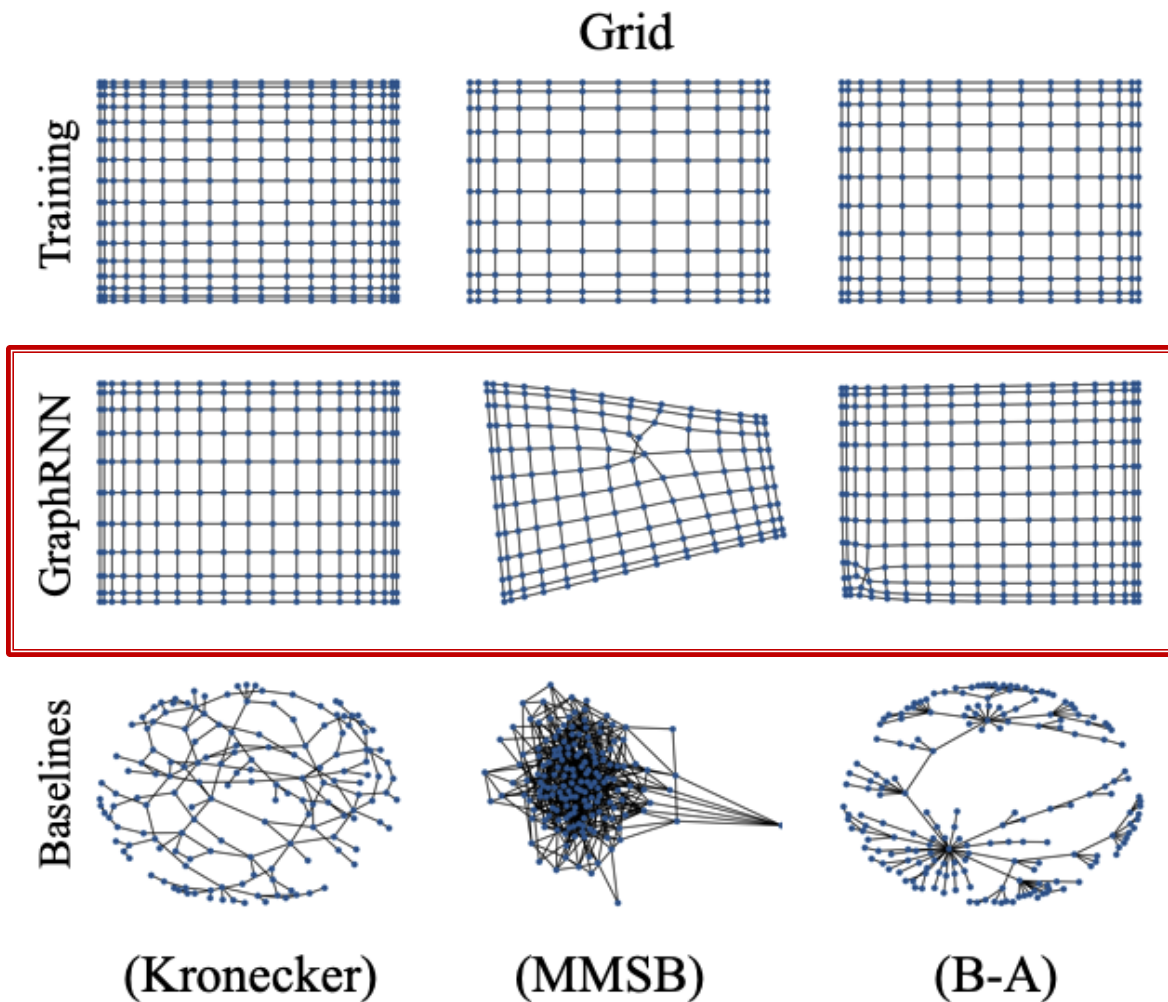 Grid
Training
GraphRNN
Baselines
(Kronecker) (MMSB) (B-A)